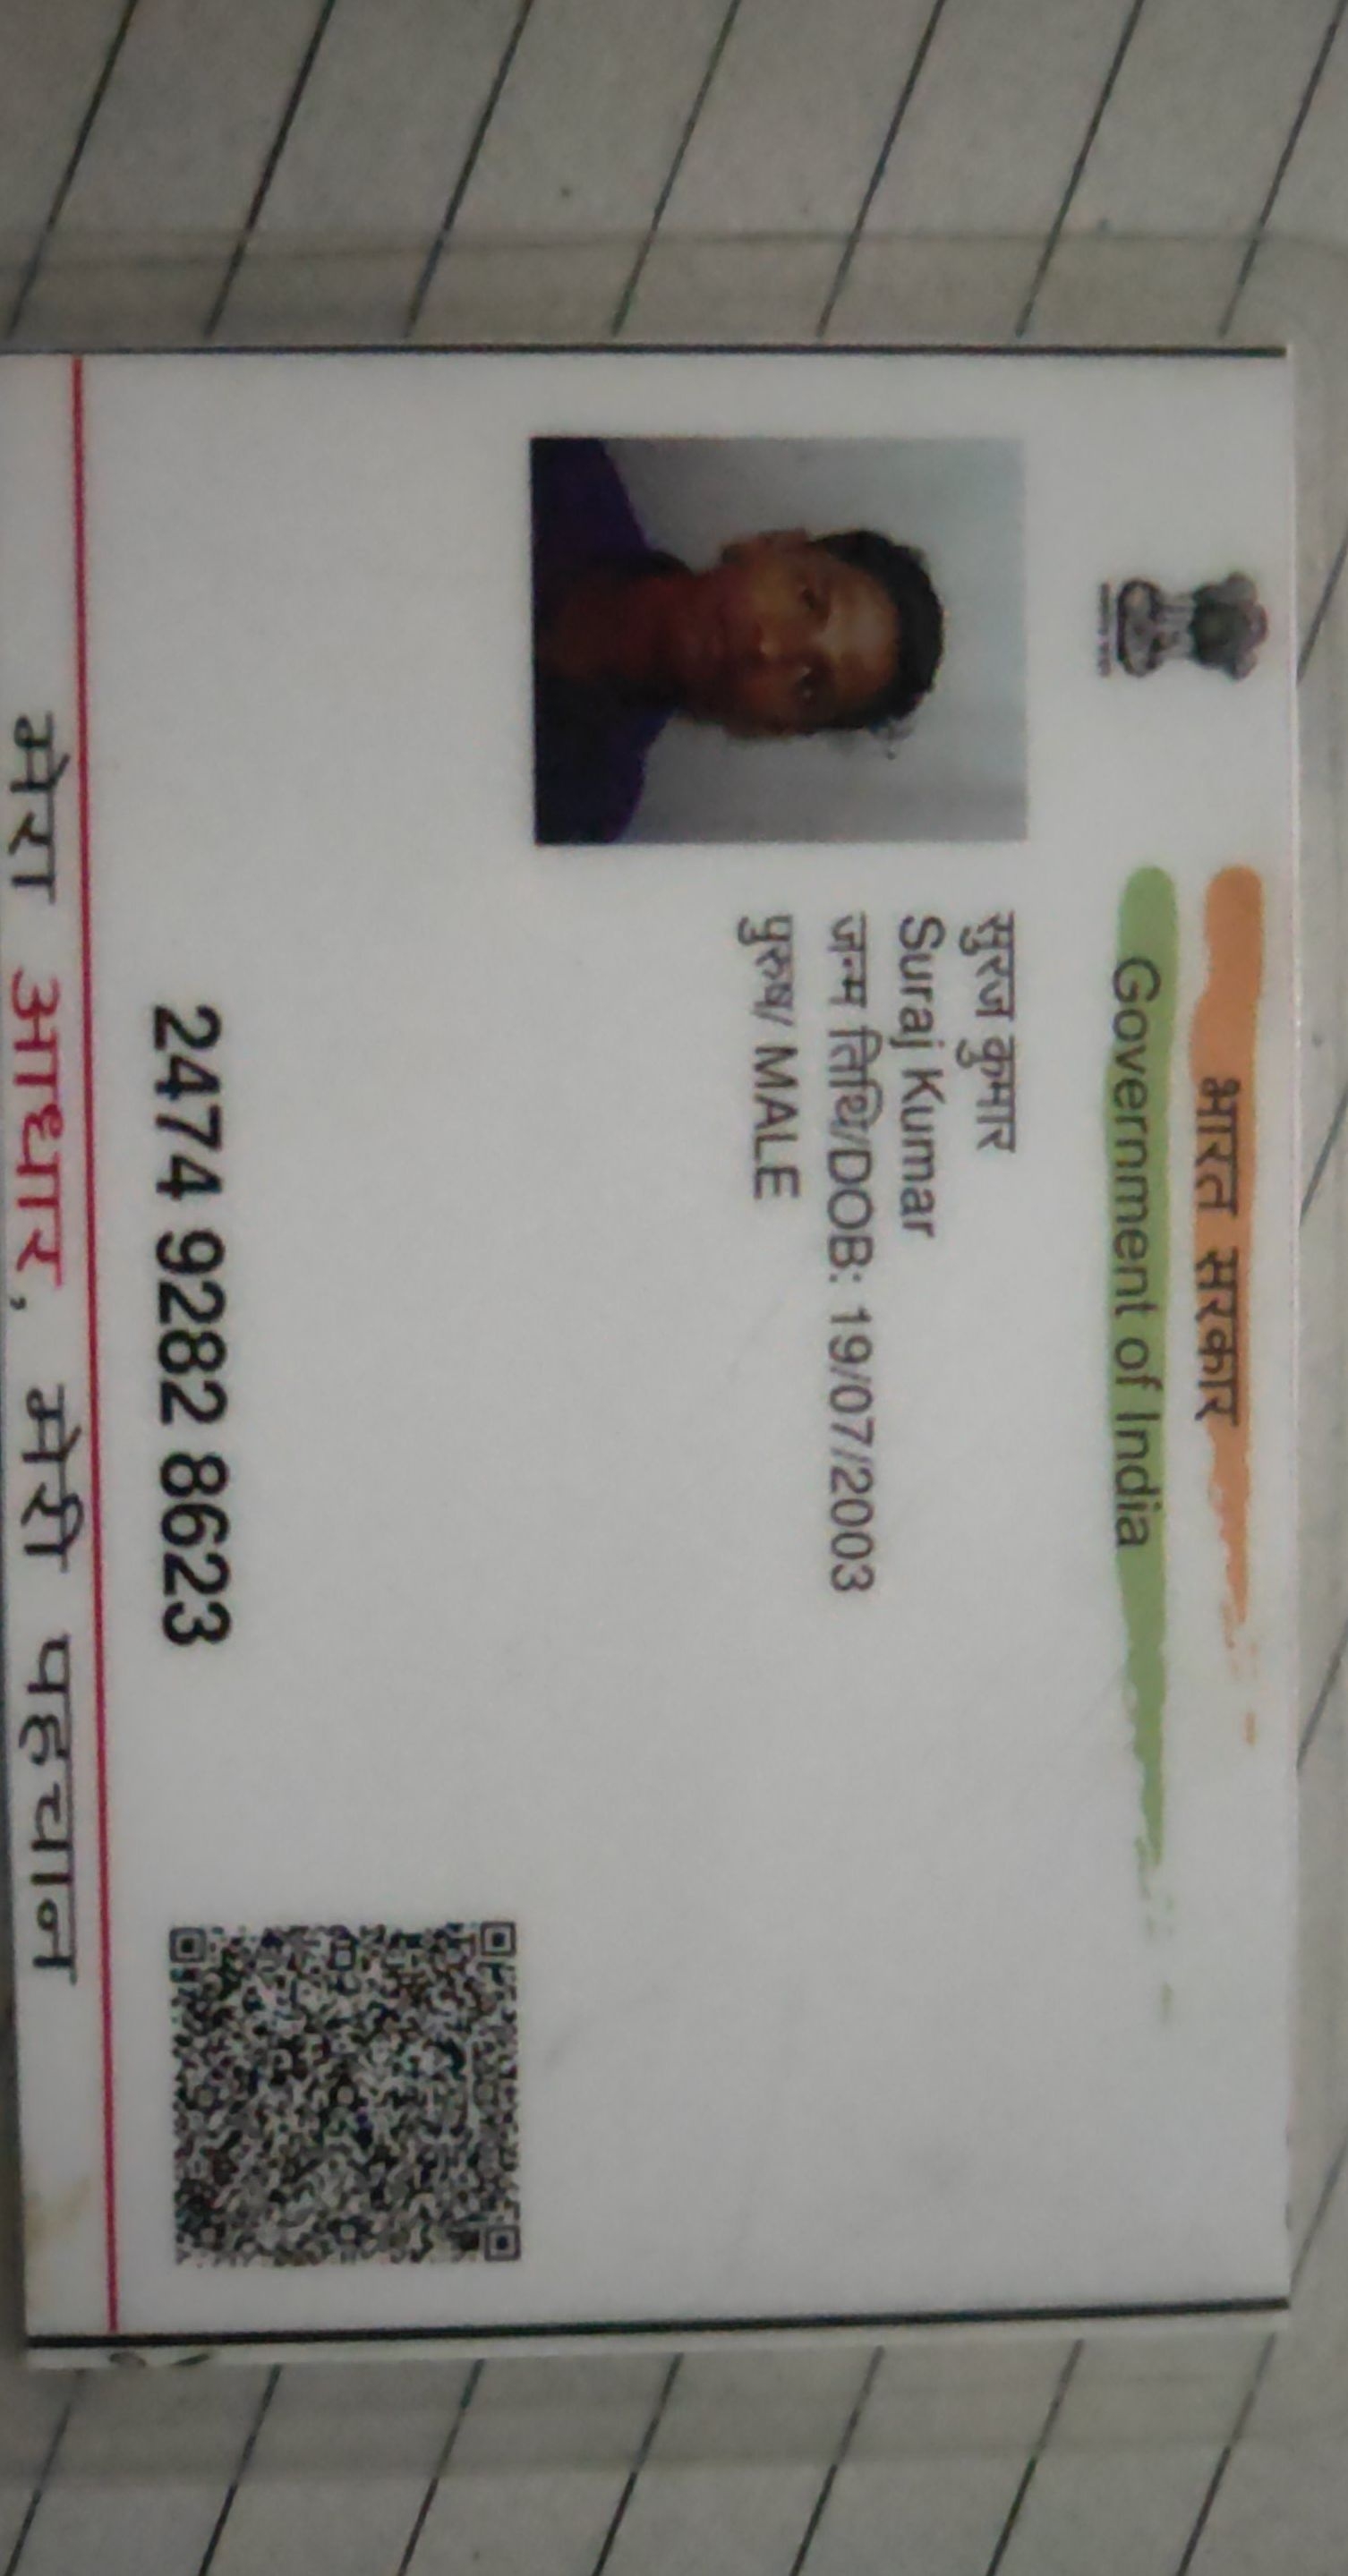 भारत सरकार
Government of India
सुरज कुमार
Suraj Kumar
जन्म तिथि/DOB: 19/07/2003
पुरुष/ MALE
2474 9282 8623
मेरा आधार, मेरी पहचान